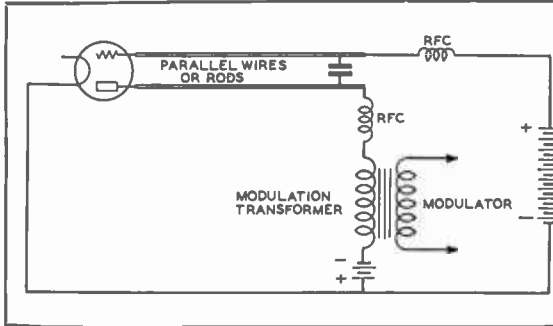 RFC
PARALLEL WIRES
OR RODS
RFC
+
MODULATION
TRANSFORMER
MODULATOR
−
−
+